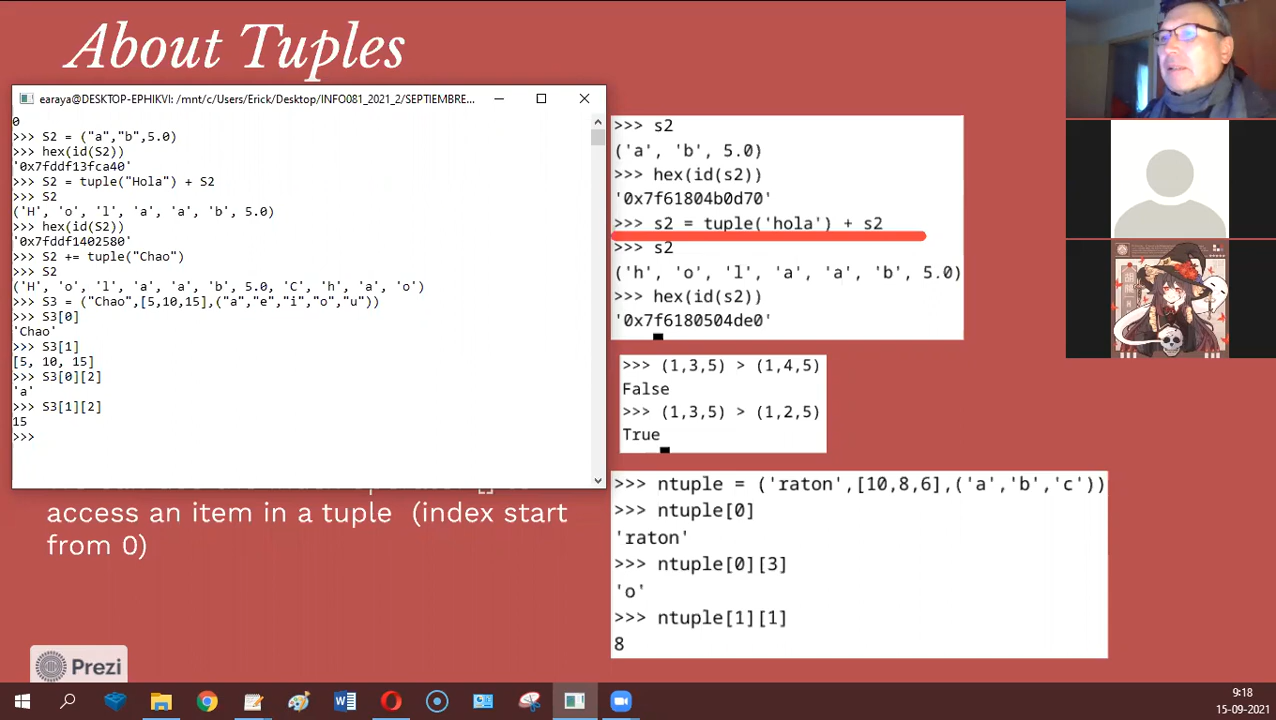 About Tuples
earaya@DESKTOP-EPHIKVI: /mnt/c/Users/Erick/Desktop/INFO081_2021_2/SEPTIEMBRE...
0
>>> S2 = ("a","b",5.0)
>>> hex(id(S2))
'0x7fddf13fca40'
>>> S2 = tuple("Hola") + S2
>>> S2
('H', 'o', 'l', 'a', 'a', 'b', 5.0)
>>> hex(id(S2))
'0x7fddf1402580'
>>> S2 += tuple("Chao")
>>> S2
('H', 'o', 'l', 'a', 'a', 'b', 5.0, 'C', 'h', 'a', 'o')
>>> S3 = ("Chao",[5,10,15],("a","e","i","o","u"))
>>> S3[0]
'Chao'
>>> S3[1]
[5, 10, 15]
>>> S3[0][2]
'a'
>>> S3[1][2]
15
>>>
access an item in a tuple (index start
from 0)
>>> s2
('a', 'b', 5.0)
>>> hex(id(s2))
'0x7f61804b0d70'
>>> s2 = tuple('hola') + s2
>>> s2
('h', 'o', 'l', 'a', 'a', 'b', 5.0)
>>> hex(id(s2))
'0x7f6180504de0'
>>> (1,3,5) > (1,4,5)
False
>>> (1,3,5) > (1,2,5)
True
>>> ntuple = ('raton',[10,8,6],('a','b','c'))
>>> ntuple[0]
'raton'
>>> ntuple[0][3]
'o'
>>> ntuple[1][1]
8
Prezi
9:18
15-09-2021